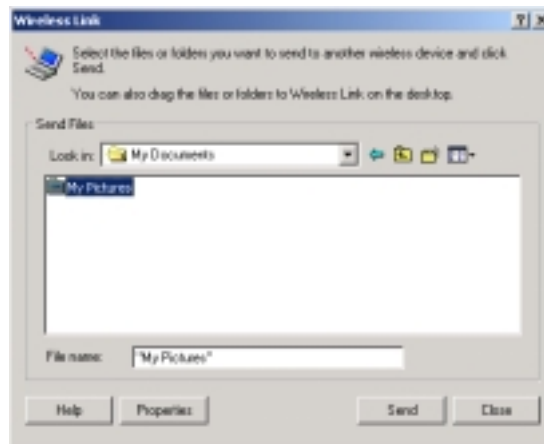 Wireless Link
Select the files or folders you want to send to another wireless device and click
Send.
You can also drag the files or folders to Wireless Link on the desktop.
Send Files
Look in: My Documents
My Pictures
File name: "My Pictures"
Help Properties Send Close